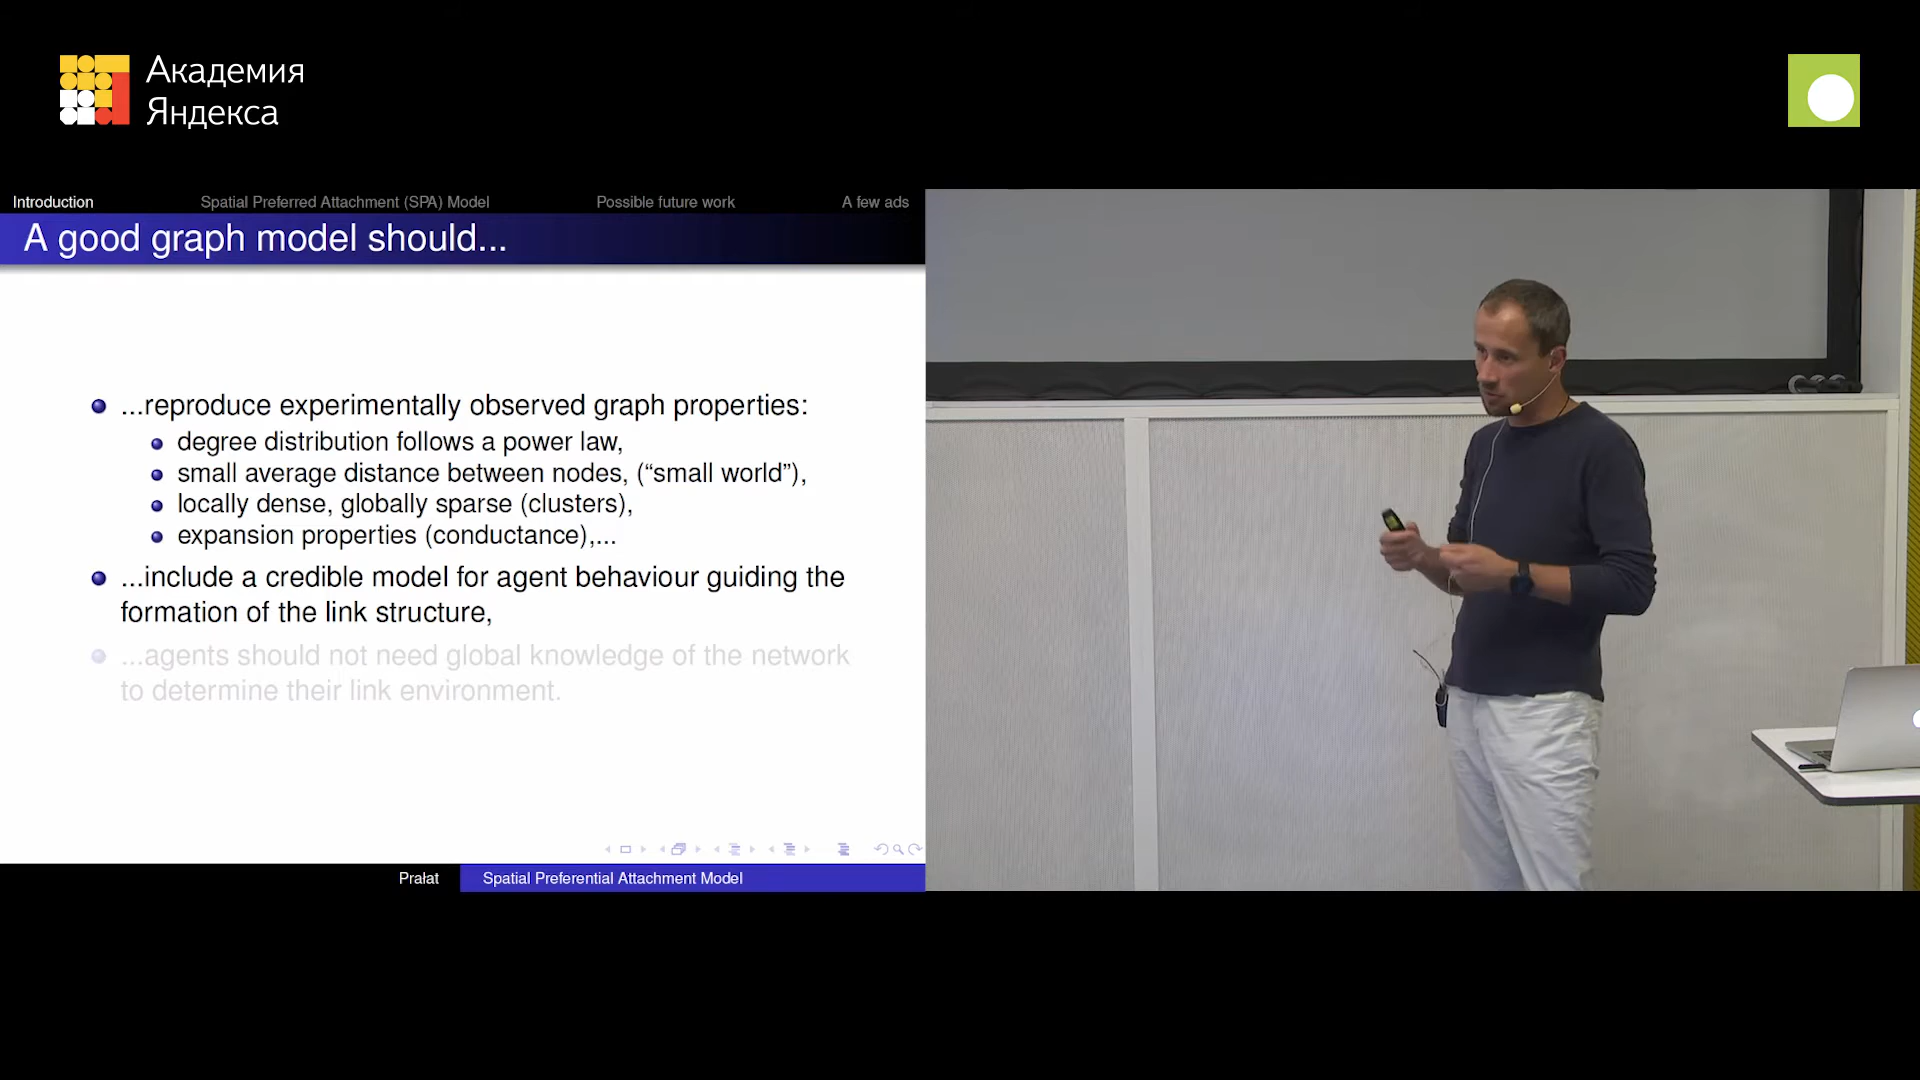 Академия
Яндекса
Introduction Spatial Preferred Attachment (SPA) Model Possible future work A few ads
A good graph model should...
...reproduce experimentally observed graph properties:
degree distribution follows a power law,
small average distance between nodes, (“small world”),
locally dense, globally sparse (clusters),
expansion properties (conductance),...
...include a credible model for agent behaviour guiding the
formation of the link structure,
...agents should not need global knowledge of the network
to determine their link environment.
Prałat Spatial Preferential Attachment Model